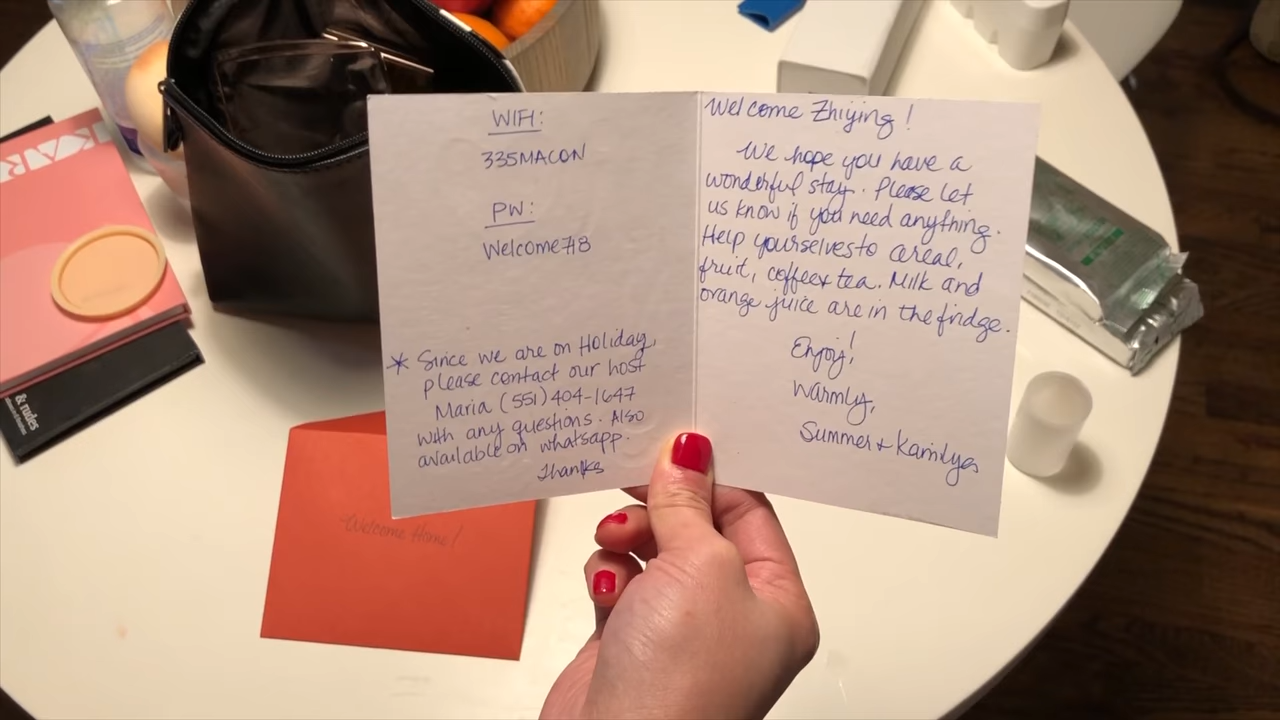 WIFI:
335MACON
PW:
Welcome718
* Since we are on Holiday,
please contact our host
Maria (551) 404-1647
with any questions. Also
available on whatsapp.
Thanks
Welcome Zhiying!
We hope you have a
wonderful stay. Please let
us know if you need anything.
Help yourselves to cereal,
fruit, coffee + tea. Milk and
orange juice are in the fridge.
Enjoy!
Warmly,
Summer +
Welcome Home!
KAR
& rudes